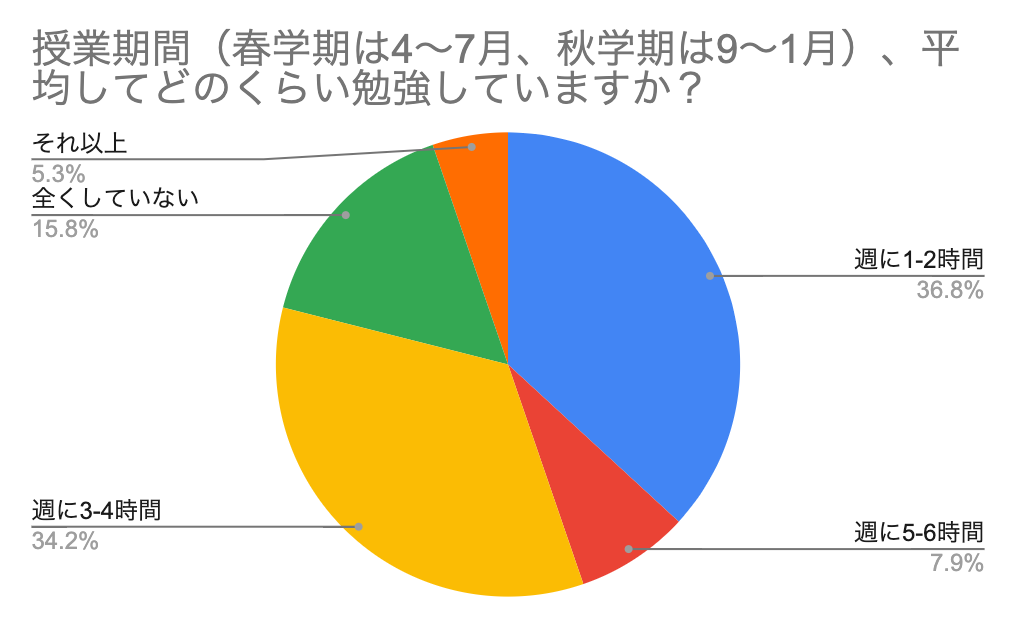 授業期間（春学期は4〜7月、秋学期は9〜1月）、平
均してどのくらい勉強していますか？
それ以上
5.3%
全くしていない
15.8%
週に1-2時間
36.8%
週に3-4時間
34.2%
週に5-6時間
7.9%